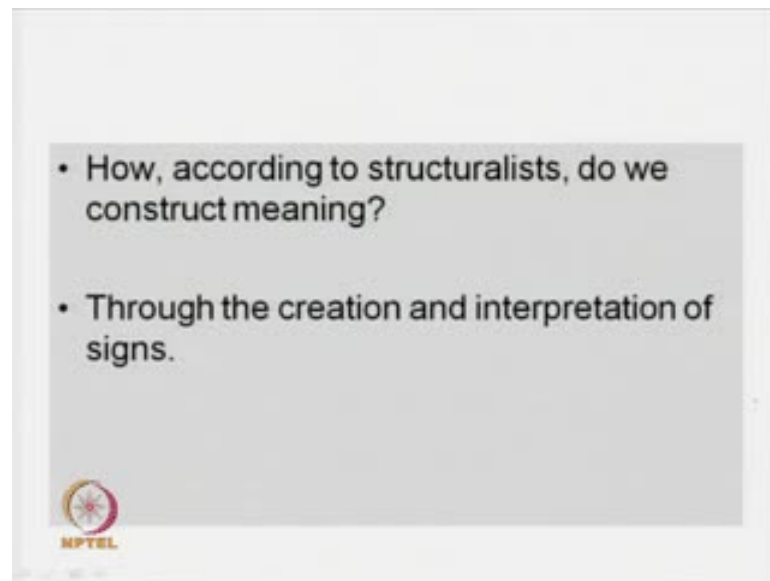 • How, according to structuralists, do we
construct meaning?
• Through the creation and interpretation of
signs.
NPTEL